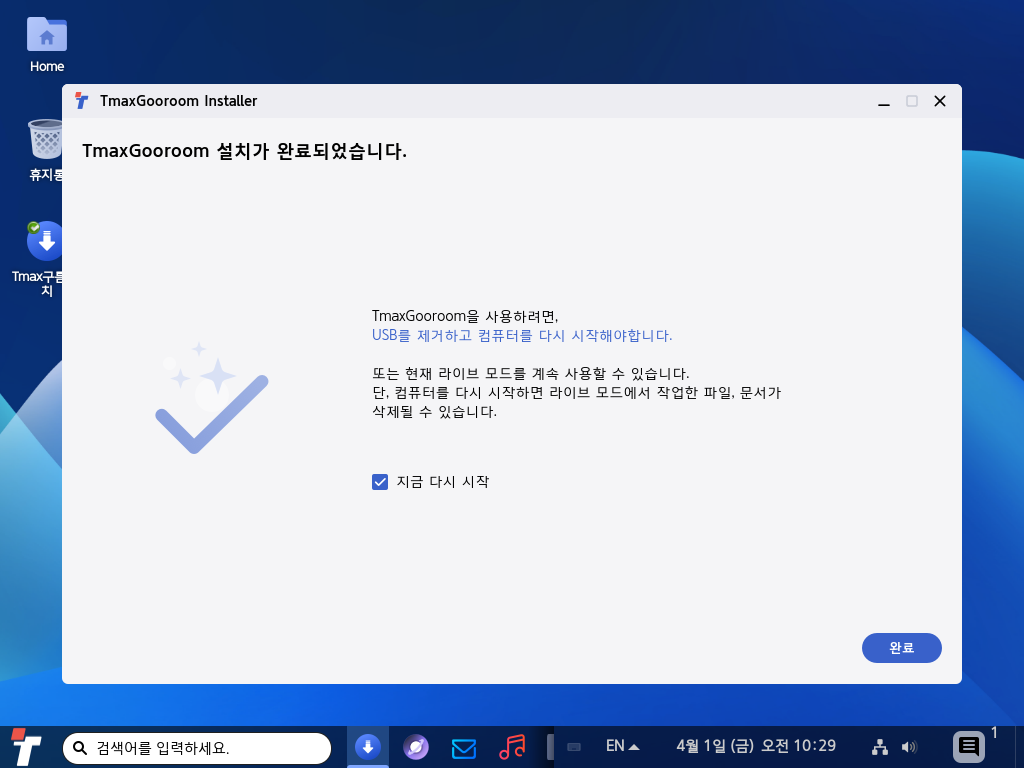 Home
TmaxGooroom Installer
TmaxGooroom 설치가 완료되었습니다.
휴지통
Tmax구름
치
TmaxGooroom을 사용하려면,
USB를 제거하고 컴퓨터를 다시 시작해야합니다.
또는 현재 라이브 모드를 계속 사용할 수 있습니다.
단, 컴퓨터를 다시 시작하면 라이브 모드에서 작업한 파일, 문서가
삭제될 수 있습니다.
지금 다시 시작
완료
검색어를 입력하세요.
EN
4월 1일 (금) 오전 10:29
1